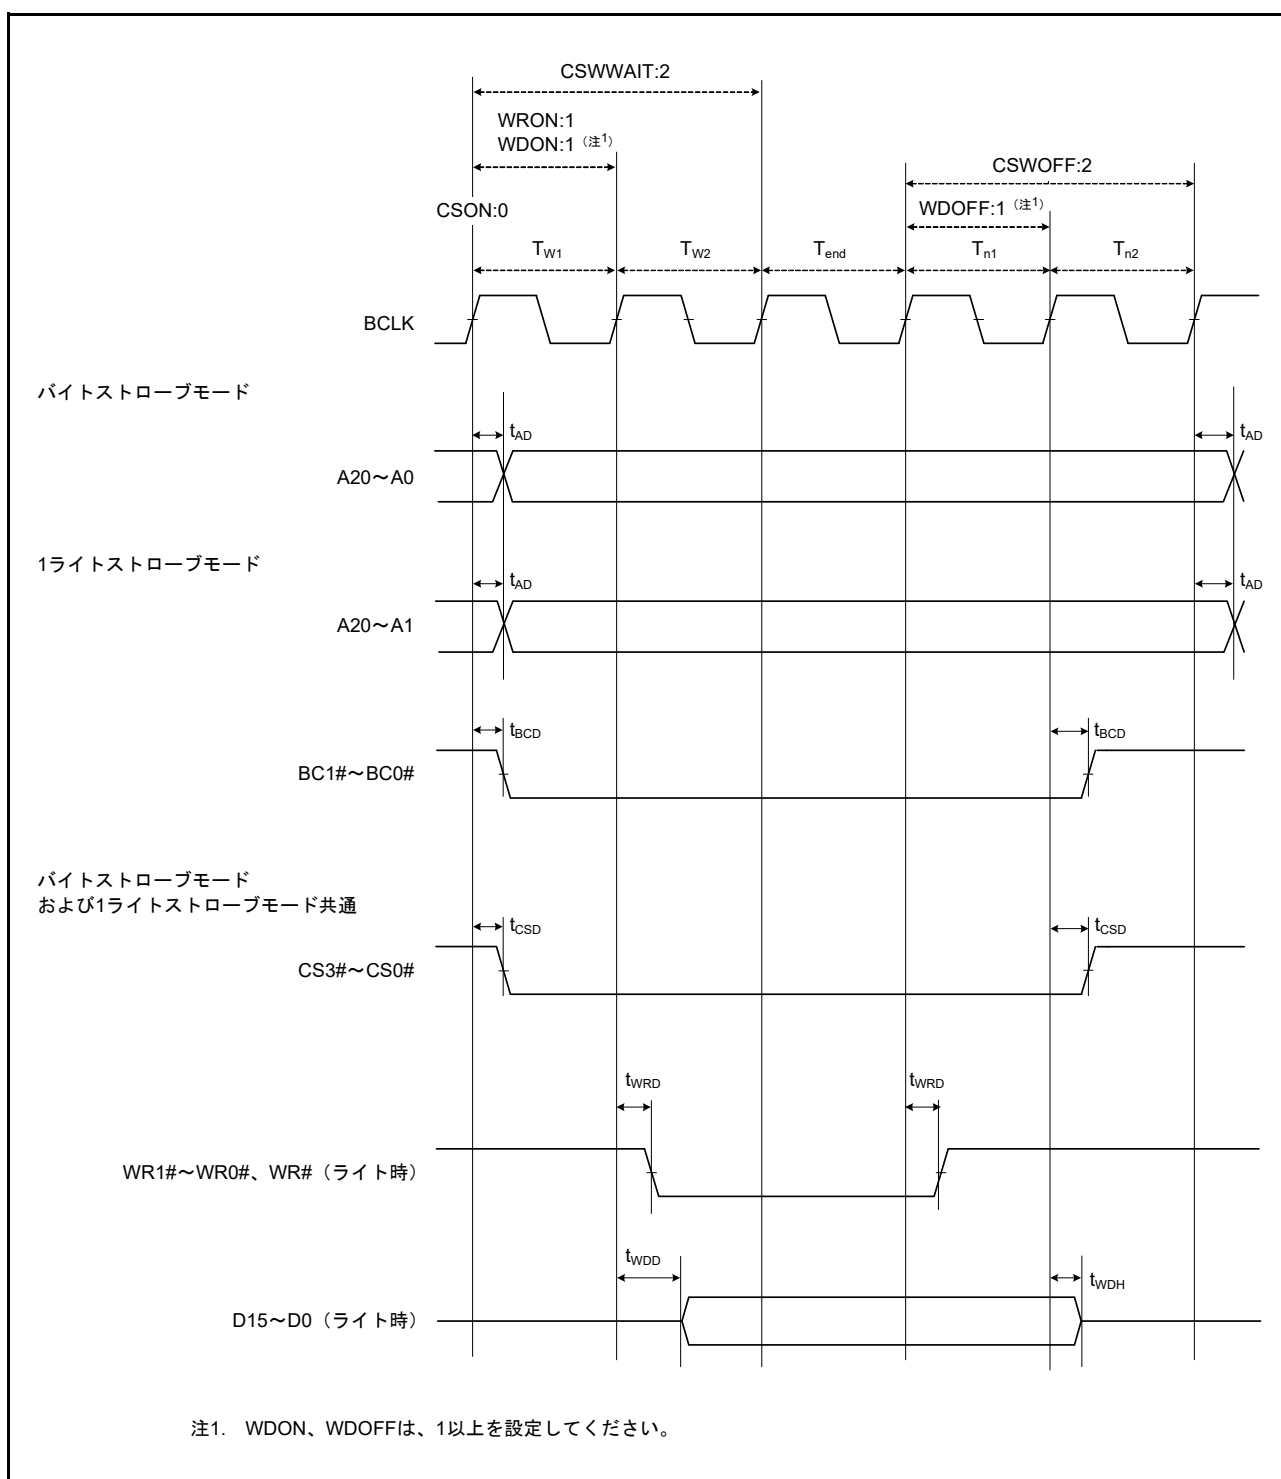 CSWWAIT:2
WRON:1
WDON:1（注1）
CSWOFF:2
WDOFF:1（注1）
CSON:0
TW1 TW2 Tend Tn1 Tn2
BCLK
バイトストローブモード
tAD tAD
A20～A0
1ライトストローブモード
tAD tAD
A20～A1
tBCD tBCD
BC1#～BC0#
バイトストローブモード
および1ライトストローブモード共通
tCSD tCSD
CS3#～CS0#
tWRD tWRD
WR1#～WR0#、WR#（ライト時）
tWDD tWDH
D15～D0（ライト時）
注1. WDON、WDOFFは、1以上を設定してください。